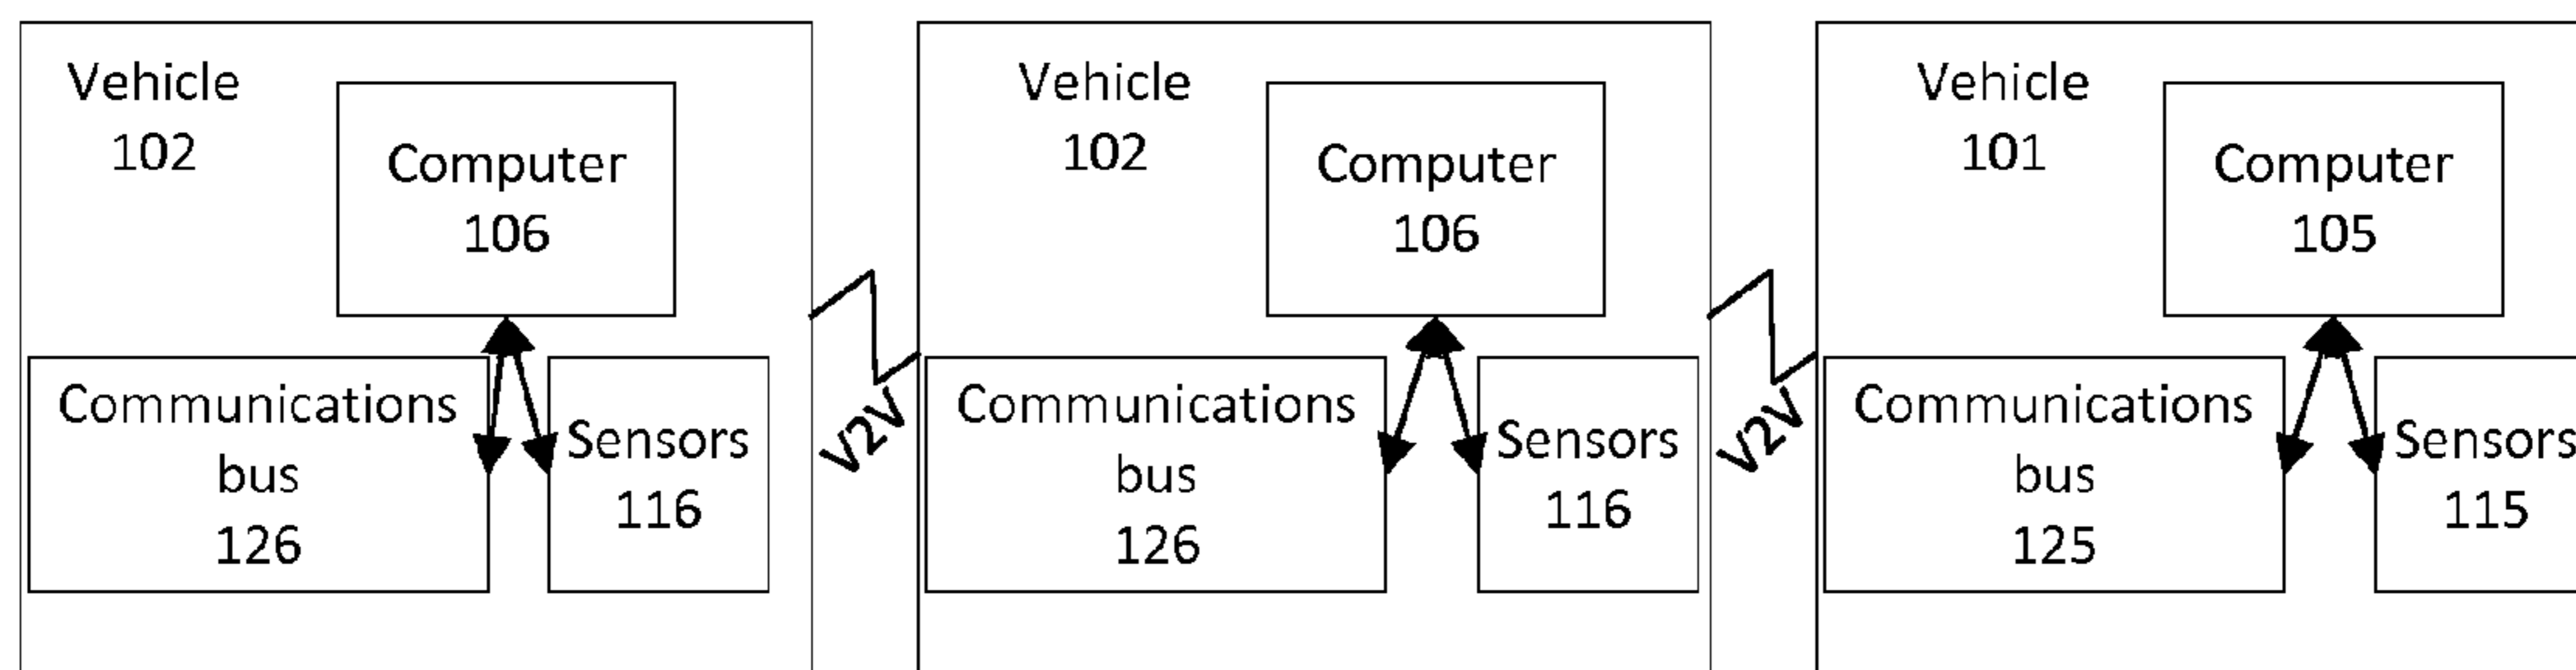 Vehicle
102
Computer
106
Communications
bus
126
Sensors
116
V2V
Vehicle
102
Computer
106
Communications
bus
126
Sensors
116
V2V
Vehicle
101
Computer
105
Communications
bus
125
Sensors
115